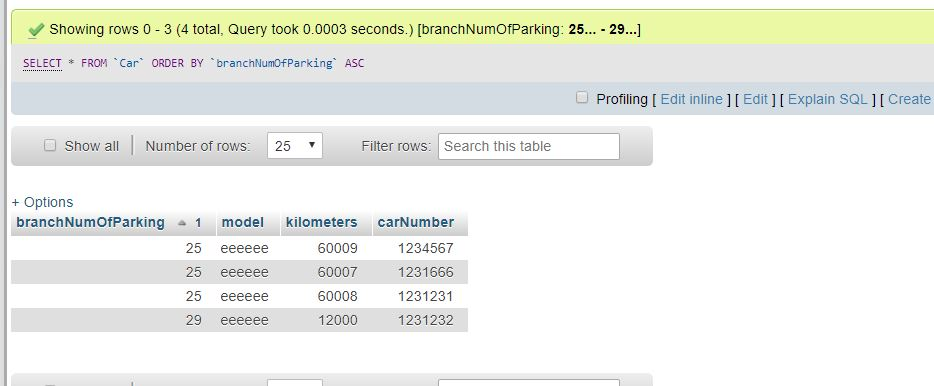 Showing rows 0 - 3 (4 total, Query took 0.0003 seconds.) [branchNumOfParking: 25... - 29...]
SELECT * FROM `Car` ORDER BY `branchNumOfParking` ASC
Profiling [ Edit inline ] [ Edit ] [ Explain SQL ] [ Create
Show all Number of rows: 25 Filter rows: Search this table
+ Options
branchNumOfParking 1 model kilometers carNumber
25 eeeeee 60009 1234567
25 eeeeee 60007 1231666
25 eeeeee 60008 1231231
29 eeeeee 12000 1231232